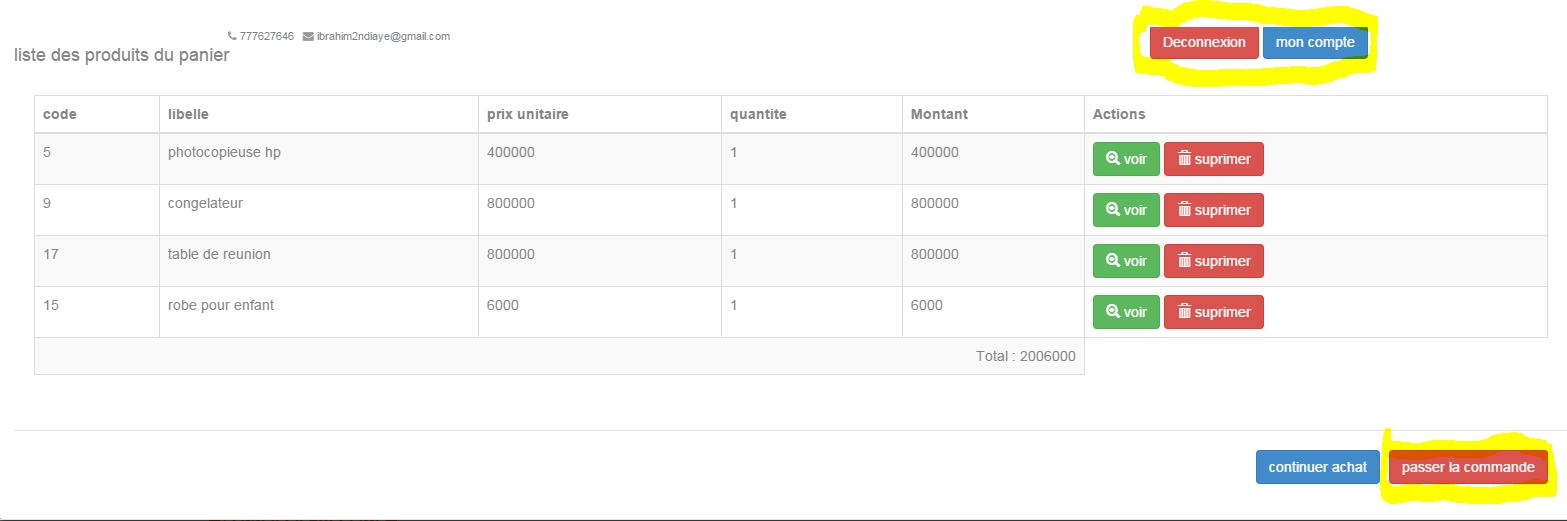 777627646 ibrahim2ndiaye@gmail.com
Deconnexion mon compte
liste des produits du panier
code libelle prix unitaire quantite Montant Actions
5 photocopieuse hp 400000 1 400000 voir suprimer
9 congelateur 800000 1 800000 voir suprimer
17 table de reunion 800000 1 800000 voir suprimer
15 robe pour enfant 6000 1 6000 voir suprimer
Total : 2006000
continuer achat passer la commande